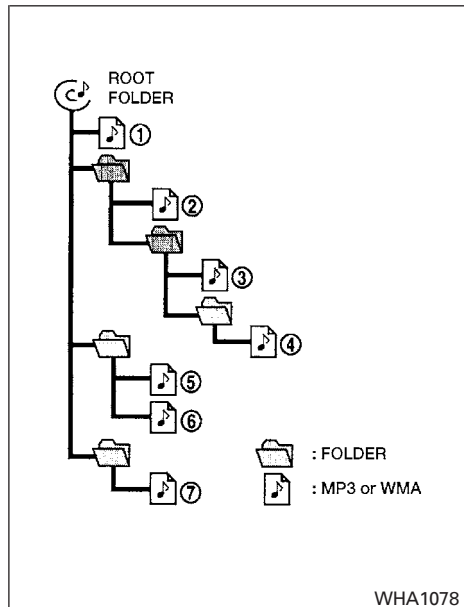 ROOT
FOLDER
①
②
③
④
⑤
⑥
⑦
: FOLDER
: MP3 or WMA
WHA1078